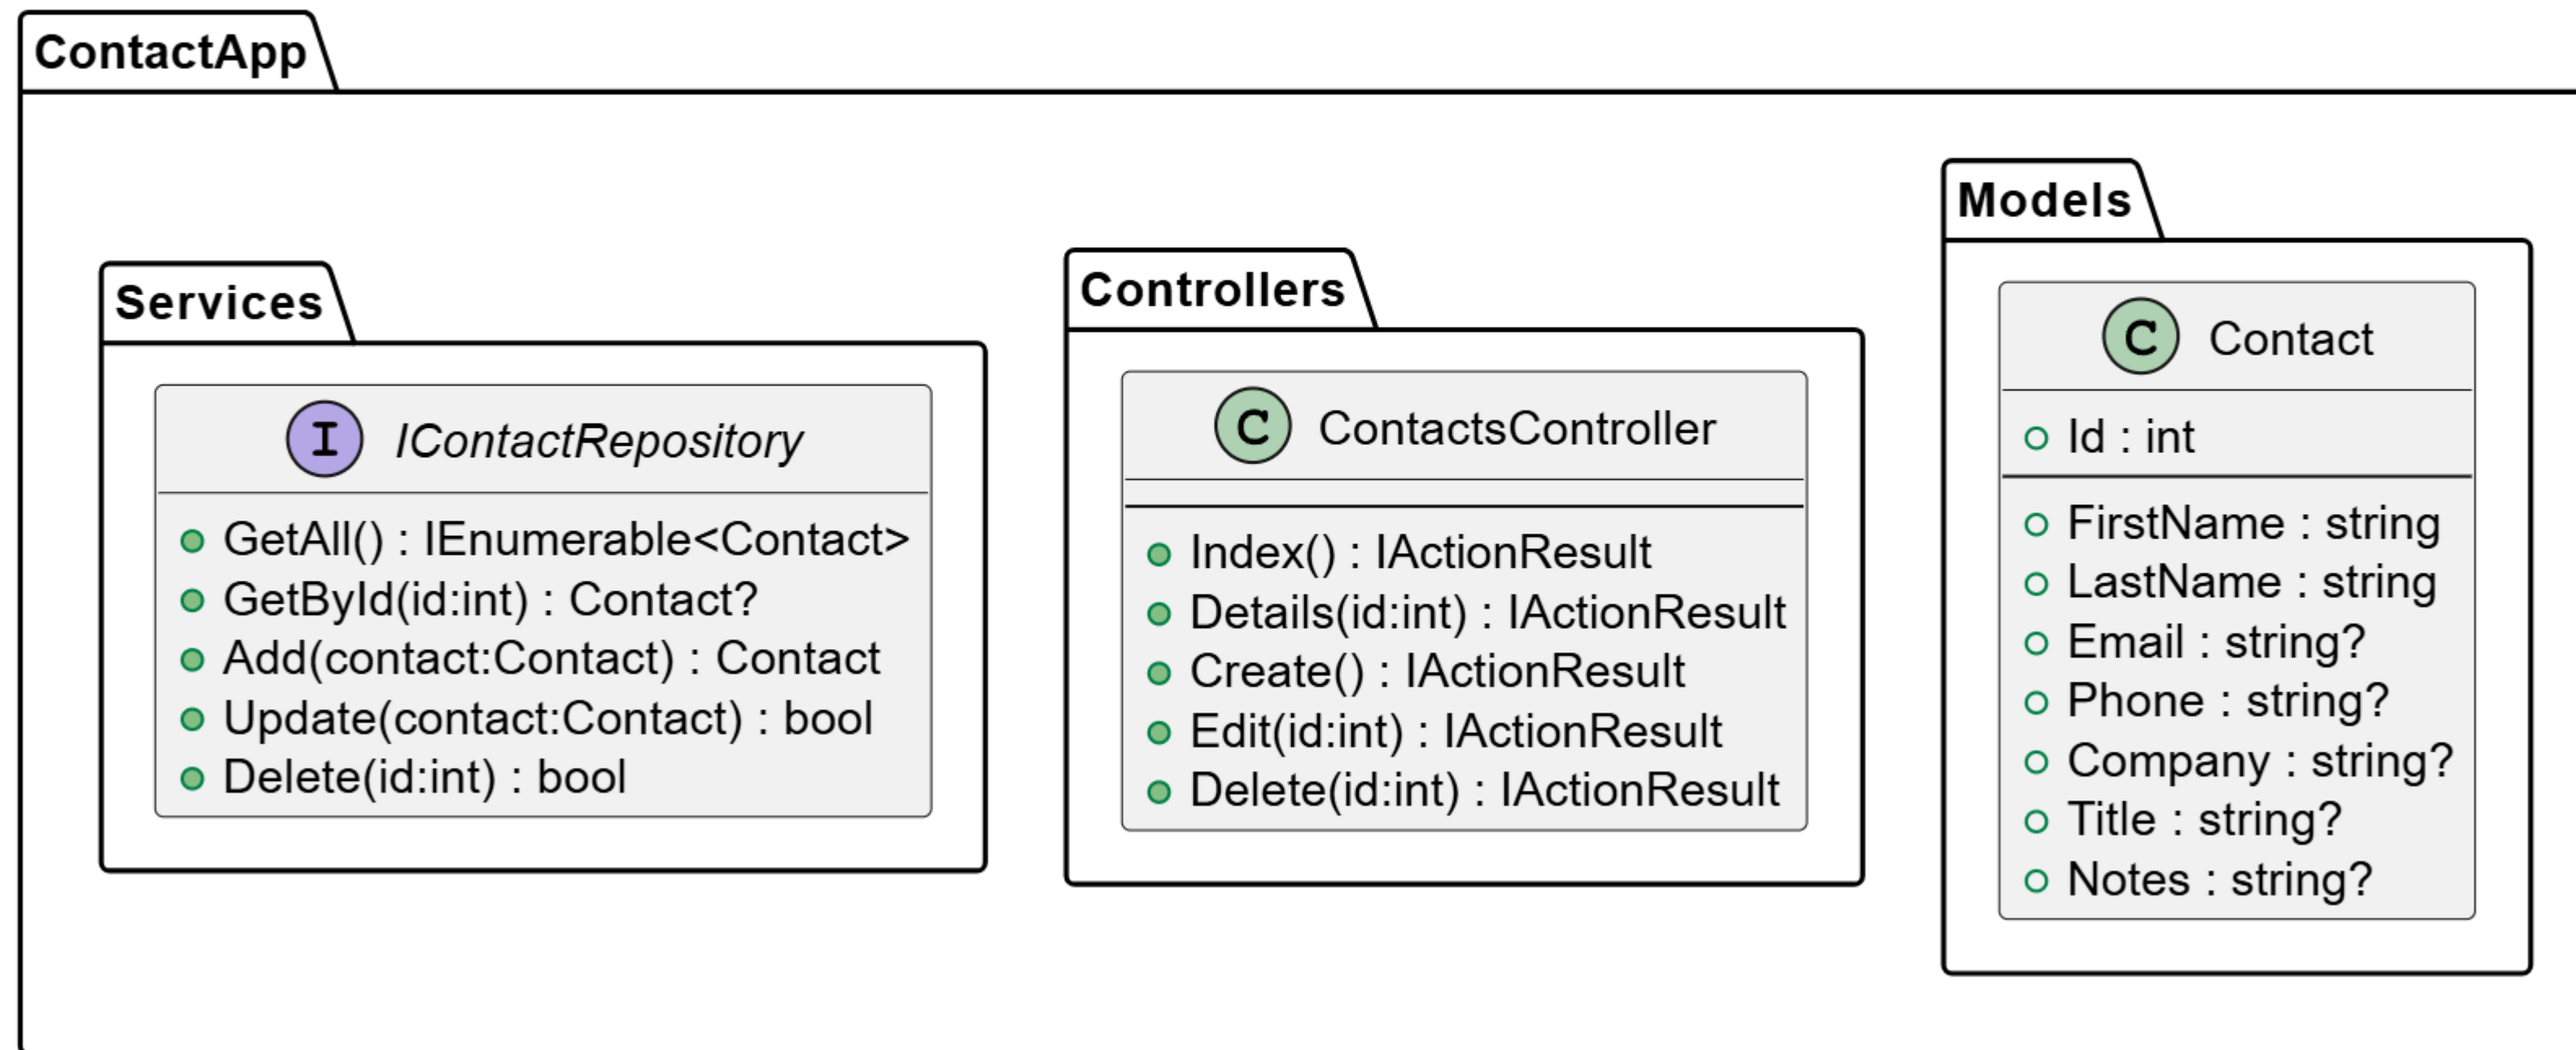 ContactApp
Services
I IContactRepository
GetAll() : IEnumerable<Contact>
GetById(id:int) : Contact?
Add(contact:Contact) : Contact
Update(contact:Contact) : bool
Delete(id:int) : bool
Controllers
C ContactsController
Index() : IActionResult
Details(id:int) : IActionResult
Create() : IActionResult
Edit(id:int) : IActionResult
Delete(id:int) : IActionResult
Models
C Contact
Id : int
FirstName : string
LastName : string
Email : string?
Phone : string?
Company : string?
Title : string?
Notes : string?